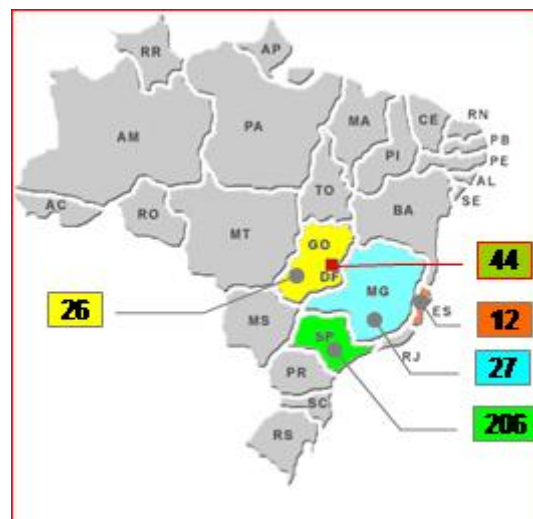 RR
AP
AM
PA
MA
CE
RN
PB
PI
PE
AL
SE
AC
RO
TO
BA
MT
GO
DF
44
26
MG
12
ES
MS
SP
RJ
27
PR
206
SC
RS